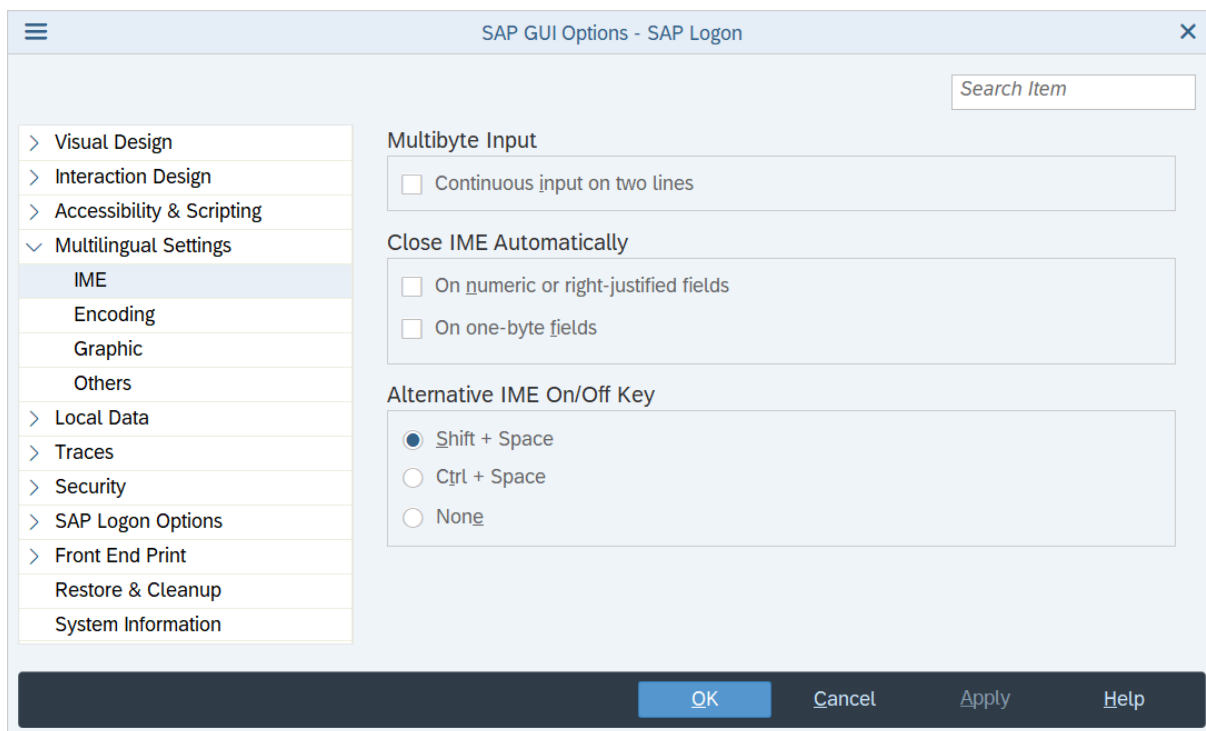 SAP GUI Options - SAP Logon
Search Item
Visual Design
Interaction Design
Accessibility & Scripting
Multilingual Settings
IME
Encoding
Graphic
Others
Local Data
Traces
Security
SAP Logon Options
Front End Print
Restore & Cleanup
System Information
Multibyte Input
Continuous input on two lines
Close IME Automatically
On numeric or right-justified fields
On one-byte fields
Alternative IME On/Off Key
Shift + Space
Ctrl + Space
None
OK
Cancel
Apply
Help